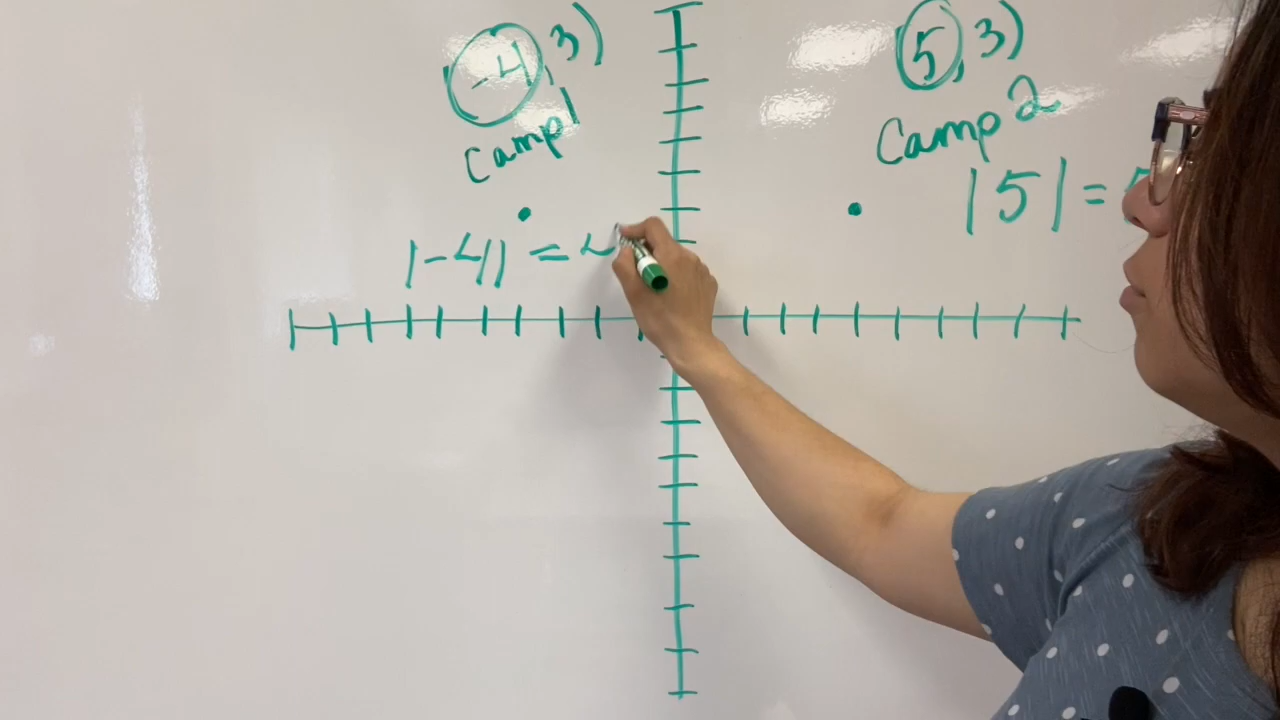 (-4, 3)
Camp 1
(5, 3)
Camp 2
|5| =
|-4| =